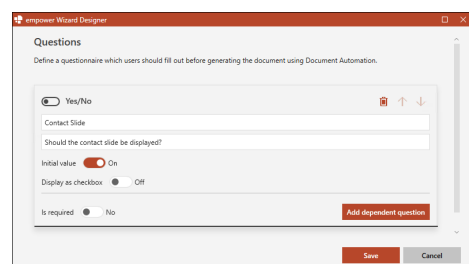 empower Wizard Designer
Questions
Define a questionnaire which users should fill out before generating the document using Document Automation.
Yes/No
Contact Slide
Should the contact slide be displayed?
Initial value On
Display as checkbox Off
Is required No
Add dependent question
Save Cancel